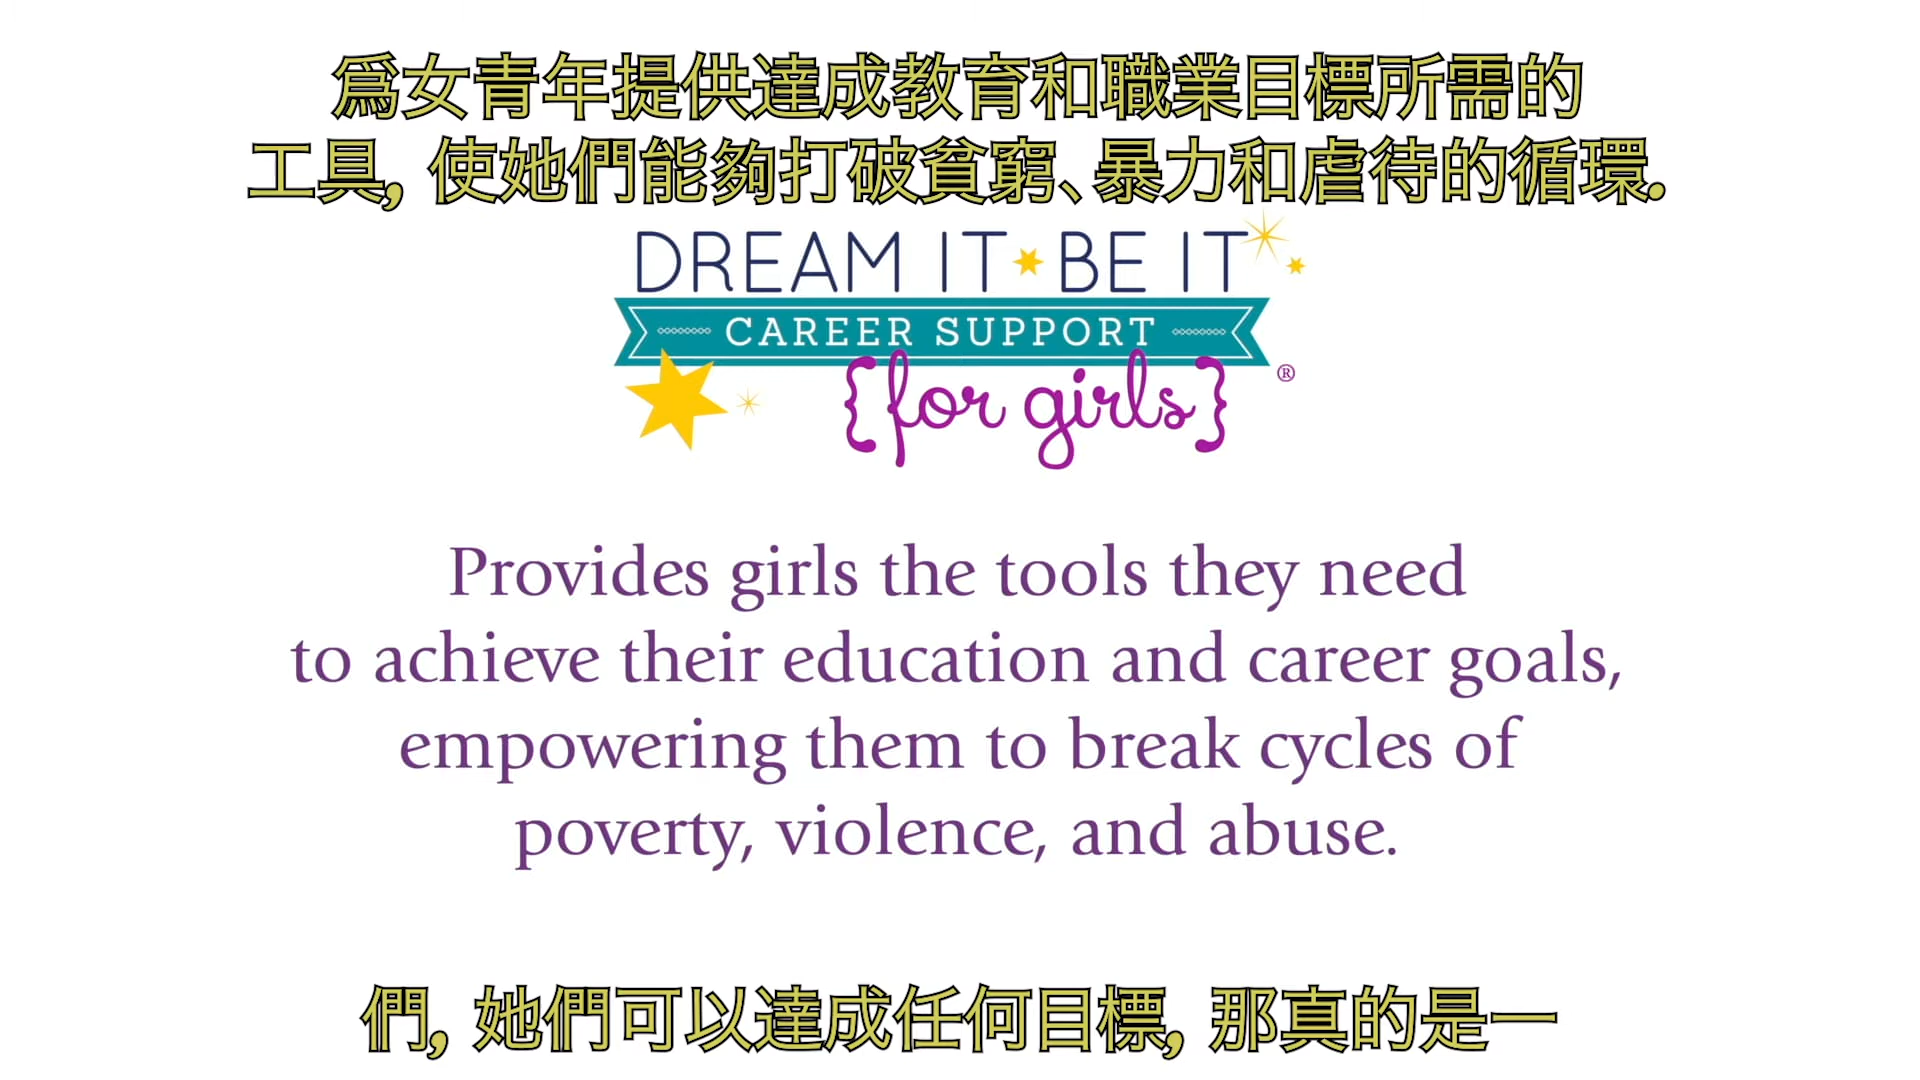 爲女青年提供達成教育和職業目標所需的
工具, 使她們能夠打破貧窮、暴力和虐待的循環.
DREAM IT BE IT
CAREER SUPPORT
{for girls}®
Provides girls the tools they need
to achieve their education and career goals,
empowering them to break cycles of
poverty, violence, and abuse.
們, 她們可以達成任何目標, 那真的是一